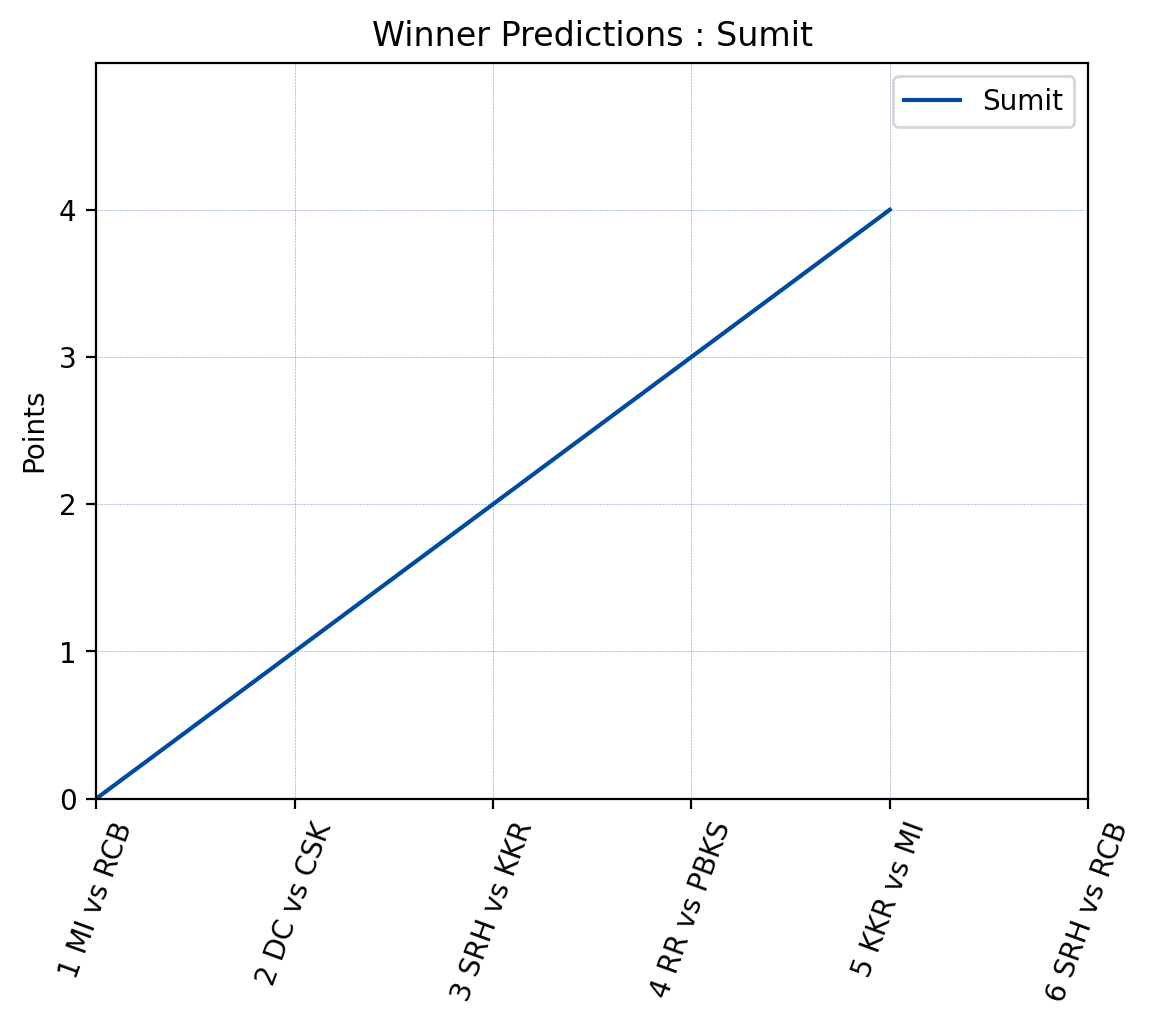 Winner Predictions : Sumit
Sumit
4
3
2
1
0
Points
1 MI vs RCB
2 DC vs CSK
3 SRH vs KKR
4 RR vs PBKS
5 KKR vs MI
6 SRH vs RCB